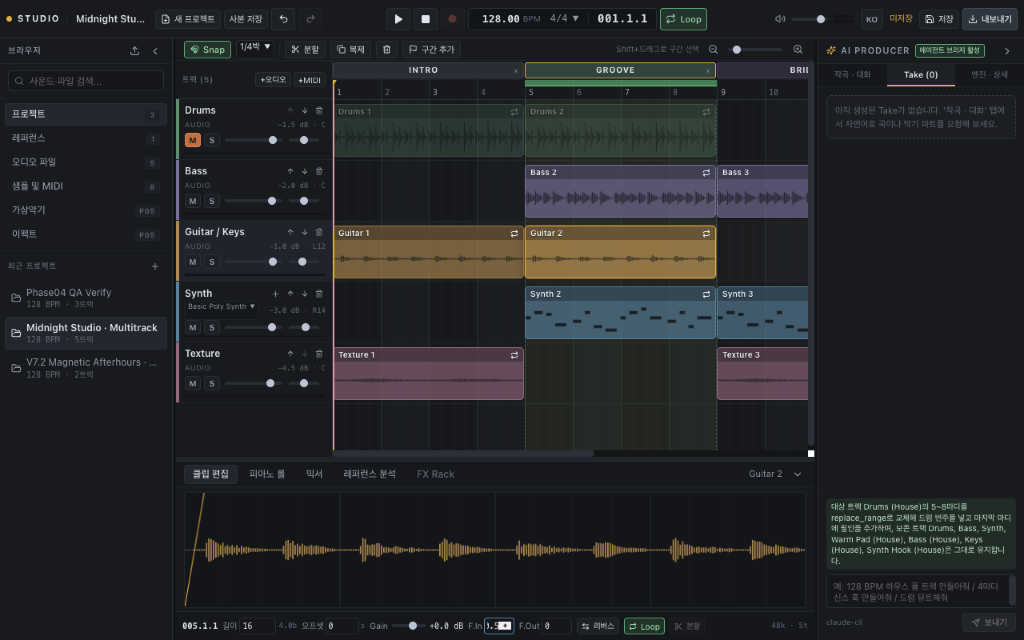 STUDIO
Midnight Stu...
새 프로젝트
사본 저장
128.00 BPM 4/4 ▼ 001.1.1
Loop
KO
미저장
저장
내보내기
브라우저
사운드·파일 검색...
프로젝트 3
레퍼런스 1
오디오 파일 5
샘플 및 MIDI 8
가상악기 P05
이펙트 P05
최근 프로젝트 +
Phase04 QA Verify
128 BPM · 3트랙
Midnight Studio · Multitrack
128 BPM · 5트랙
V7.2 Magnetic Afterhours · ...
128 BPM · 2트랙
Snap
1/4박 ▼
분할
복제
구간 추가
Shift+드래그로 구간 선택
트랙 (5)
+오디오
+MIDI
INTRO ×
GROOVE ×
BRID
1 2 3 4 5 6 7 8 9 10
Drums
AUDIO -1.5 dB · C
M S
Drums 1
Drums 2
Bass
AUDIO -2.0 dB · C
M S
Bass 2
Bass 3
Guitar / Keys
AUDIO -1.0 dB · L12
M S
Guitar 1
Guitar 2
Synth
Basic Poly Synth ▼ -3.0 dB · R14
M S
Synth 2
Synth 3
Texture
AUDIO -4.5 dB · C
M S
Texture 1
Texture 3
클립 편집
피아노 롤
믹서
레퍼런스 분석
FX Rack
Guitar 2
005.1.1 길이 16 4.0b 오프셋 0 s Gain +0.0 dB F.In F.Out 0
리버스
Loop
분할
48k · St
AI PRODUCER
에이전트 브리지 활성
작곡 · 대화
Take (0)
엔진 · 상세
아직 생성된 Take가 없습니다. '작곡 · 대화' 탭에
서 자연어로 곡이나 악기 파트를 요청해 보세요.
대상 트랙 Drums (House)의 5~8마디를
replace_range로 교체해 드럼 변주를 넣고 마지막 마디
에 필인을 추가하며, 보존 트랙 Drums, Bass, Synth,
Warm Pad (House), Bass (House), Keys
(House), Synth Hook (House)은 그대로 유지합니
다.
예: 128 BPM 하우스 풀 트랙 만들어줘 / 4마디
신스 훅 만들어줘 / 드럼 뮤트해줘
claude-cli
보내기